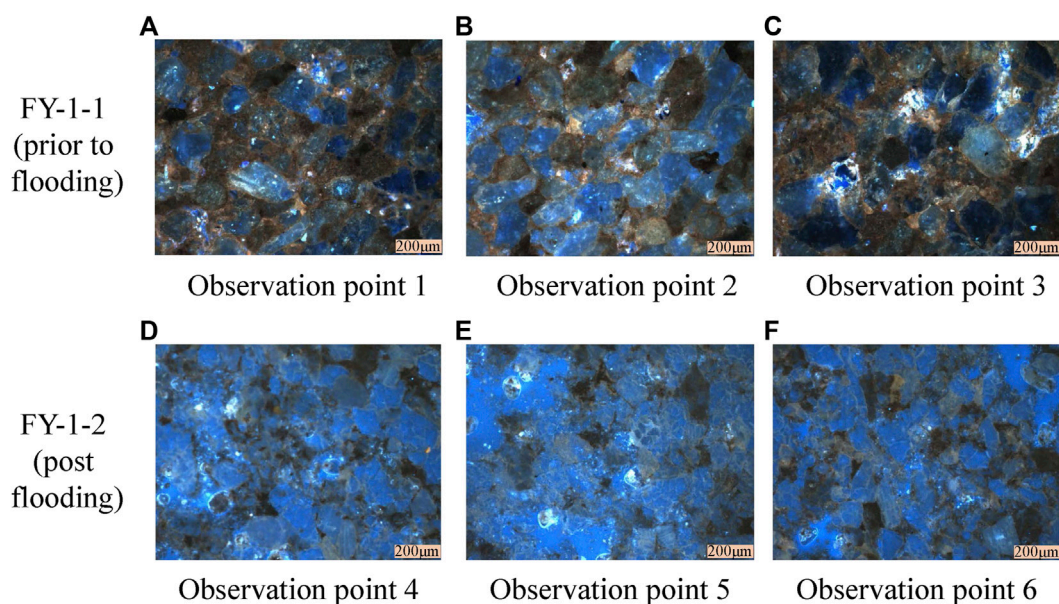 A
B
C
FY-1-1
(prior to
flooding)
200μm
200μm
200μm
Observation point 1
Observation point 2
Observation point 3
D
E
F
FY-1-2
(post
flooding)
200μm
200μm
200μm
Observation point 4
Observation point 5
Observation point 6